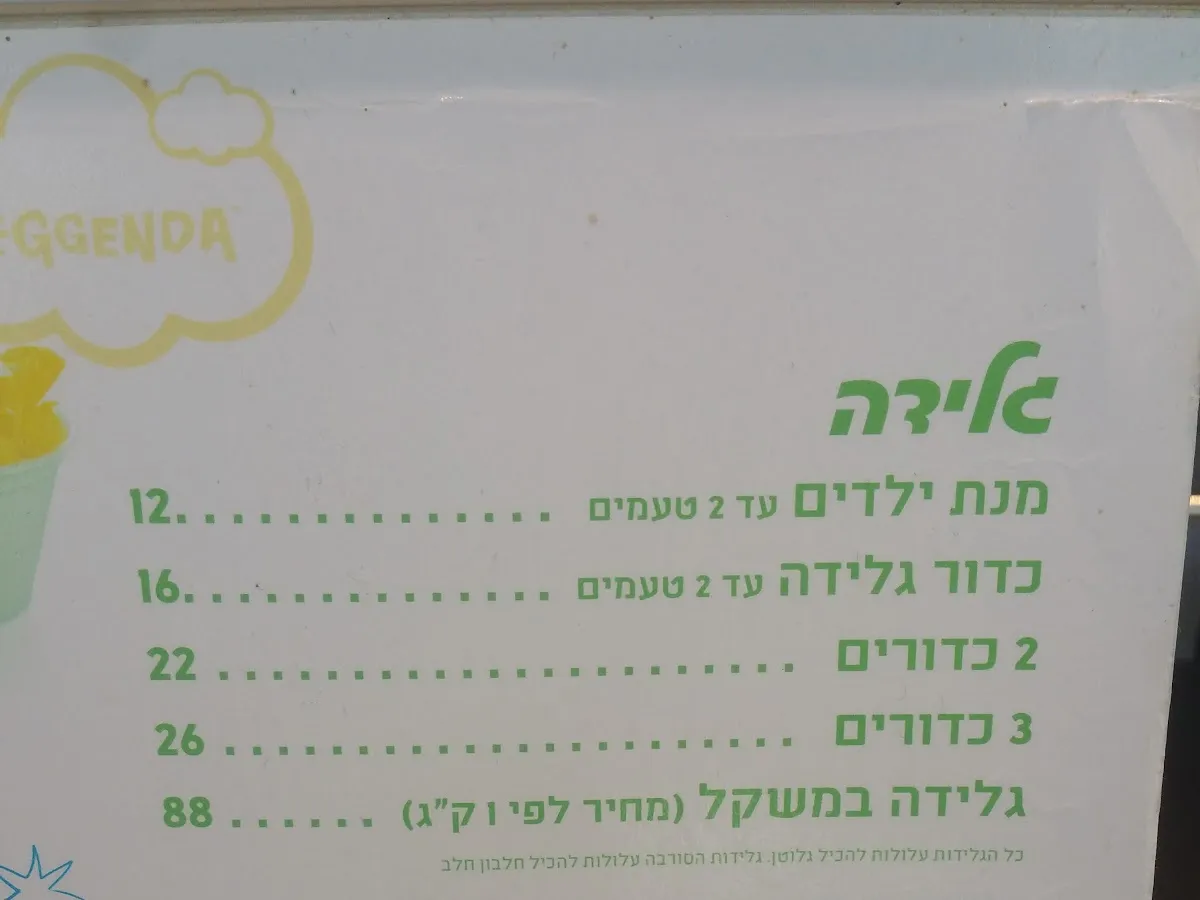 EGGENDA
גלידה
מנת ילדים עד 2 טעמים . . . . . . . . . . . . . . 12
כדור גלידה עד 2 טעמים . . . . . . . . . . . . . . 16
2 כדורים . . . . . . . . . . . . . . . . . . . . . . 22
3 כדורים . . . . . . . . . . . . . . . . . . . . . . 26
גלידה במשקל (מחיר לפי 1 ק"ג) . . . . . . 88
כל הגלידות עלולות להכיל גלוטן. גלידות הסורבה עלולות להכיל חלבון חלב